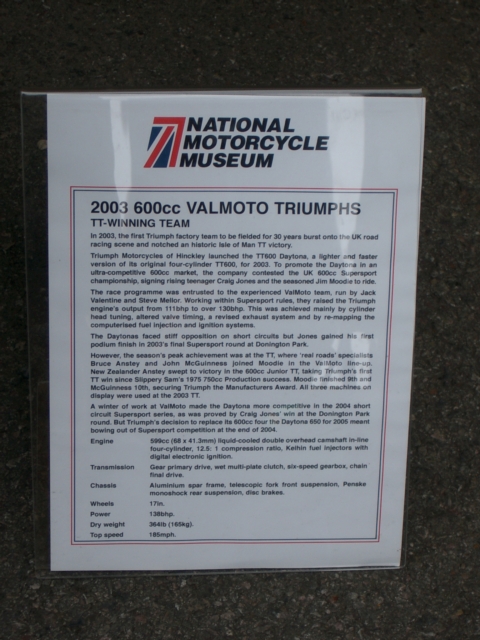 NATIONAL
MOTORCYCLE
MUSEUM
2003 600cc VALMOTO TRIUMPHS
TT-WINNING TEAM
In 2003, the first Triumph factory team to be fielded for 30 years burst onto the UK road
racing scene and notched an historic Isle of Man TT victory.
Triumph Motorcycles of Hinckley launched the TT600 Daytona, a lighter and faster
version of its original four-cylinder TT600, for 2003. To promote the Daytona in an
ultra-competitive 600cc market, the company contested the UK 600cc Supersport
championship, signing rising teenager Craig Jones and the seasoned Jim Moodie to ride.
The race programme was entrusted to the experienced ValMoto team, run by Jack
Valentine and Steve Mellor. Working within Supersport rules, they raised the Triumph
engine's output from 111bhp to over 130bhp. This was achieved mainly by cylinder
head tuning, altered valve timing, a revised exhaust system and by re-mapping the
computerised fuel injection and ignition systems.
The Daytonas faced stiff opposition on short circuits but Jones gained his first
podium finish in 2003's final Supersport round at Donington Park.
However, the season's peak achievement was at the TT, where 'real roads' specialists
Bruce Anstey and John McGuinness joined Moodie in the ValMoto line-up.
New Zealander Anstey swept to victory in the 600cc Junior TT, taking Triumph's first
TT win since Slippery Sam's 1975 750cc Production success. Moodie finished 9th and
McGuinness 10th, securing Triumph the Manufacturers Award. All three machines on
display were used at the 2003 TT.
A winter of work at ValMoto made the Daytona more competitive in the 2004 short
circuit Supersport series, as was proved by Craig Jones' win at the Donington Park
round. But Triumph's decision to replace its 600cc four the Daytona 650 for 2005 meant
bowing out of Supersport competition at the end of 2004.
Engine 599cc (68 x 41.3mm) liquid-cooled double overhead camshaft in-line
four-cylinder, 12.5: 1 compression ratio, Keihin fuel injectors with
digital electronic ignition.
Transmission Gear primary drive, wet multi-plate clutch, six-speed gearbox, chain
final drive.
Chassis Aluminium spar frame, telescopic fork front suspension, Penske
monoshock rear suspension, disc brakes.
Wheels 17in.
Power 138bhp.
Dry weight 364lb (165kg).
Top speed 185mph.